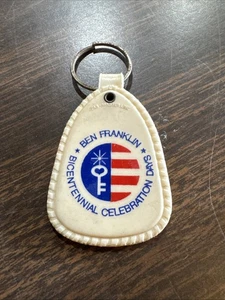 BEN FRANKLIN
BICENTENNIAL CELEBRATION DAYS